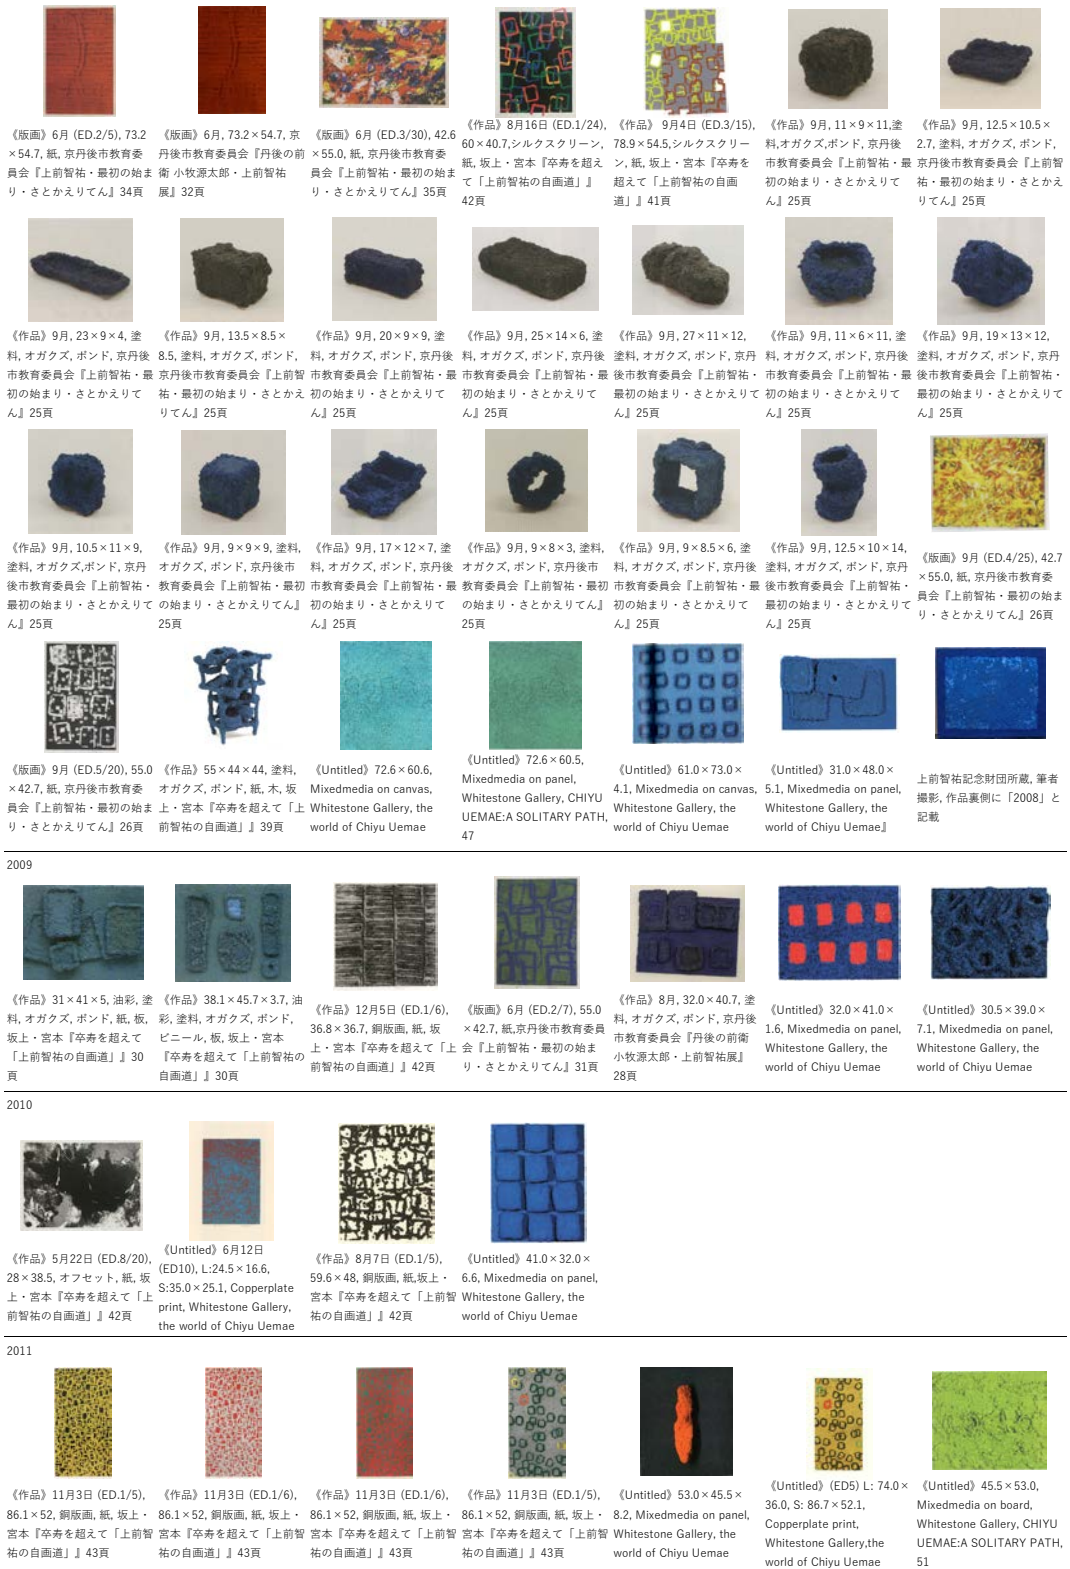 《版画》6月 (ED.2/5), 73.2
×54.7, 紙, 京丹後市教育委
員会『上前智祐・最初の始ま
り・さとかえりてん』34頁
《版画》6月, 73.2×54.7, 京
丹後市教育委員会『丹後の前
衛 小牧源太郎・上前智祐
展』32頁
《版画》6月 (ED.3/30), 42.6
×55.0, 紙, 京丹後市教育委
員会『上前智祐・最初の始ま
り・さとかえりてん』35頁
《作品》8月16日 (ED.1/24),
60×40.7,シルクスクリーン,
紙, 坂上・宮本『卒寿を超え
て「上前智祐の自画道」』
42頁
《作品》 9月4日 (ED.3/15),
78.9×54.5,シルクスクリー
ン, 紙, 坂上・宮本『卒寿を
超えて「上前智祐の自画
道」』41頁
《作品》9月, 11×9×11,塗
料,オガクズ,ボンド, 京丹後
市教育委員会『上前智祐・最
初の始まり・さとかえりて
ん』25頁
《作品》9月, 12.5×10.5×
2.7, 塗料, オガクズ, ボンド,
京丹後市教育委員会『上前智
祐・最初の始まり・さとかえ
りてん』25頁
《作品》9月, 23×9×4, 塗
料, オガクズ, ボンド, 京丹後
市教育委員会『上前智祐・最
初の始まり・さとかえりて
ん』25頁
《作品》9月, 13.5×8.5×
8.5, 塗料, オガクズ, ボンド,
京丹後市教育委員会『上前智
祐・最初の始まり・さとかえ
りてん』25頁
《作品》9月, 20×9×9, 塗
料, オガクズ, ボンド, 京丹後
市教育委員会『上前智祐・最
初の始まり・さとかえりて
ん』25頁
《作品》9月, 25×14×6, 塗
料, オガクズ, ボンド, 京丹後
市教育委員会『上前智祐・最
初の始まり・さとかえりて
ん』25頁
《作品》9月, 27×11×12,
塗料, オガクズ, ボンド, 京丹
後市教育委員会『上前智祐・
最初の始まり・さとかえりて
ん』25頁
《作品》9月, 11×6×11, 塗
料, オガクズ, ボンド, 京丹後
市教育委員会『上前智祐・最
初の始まり・さとかえりて
ん』25頁
《作品》9月, 19×13×12,
塗料, オガクズ, ボンド, 京丹
後市教育委員会『上前智祐・
最初の始まり・さとかえりて
ん』25頁
《作品》9月, 10.5×11×9,
塗料, オガクズ,ボンド, 京丹
後市教育委員会『上前智祐・
最初の始まり・さとかえりて
ん』25頁
《作品》9月, 9×9×9, 塗料,
オガクズ, ボンド, 京丹後市
教育委員会『上前智祐・最初
の始まり・さとかえりてん』
25頁
《作品》9月, 17×12×7, 塗
料, オガクズ, ボンド, 京丹後
市教育委員会『上前智祐・最
初の始まり・さとかえりて
ん』25頁
《作品》9月, 9×8×3, 塗料,
オガクズ, ボンド, 京丹後市
教育委員会『上前智祐・最初
の始まり・さとかえりてん』
25頁
《作品》9月, 9×8.5×6, 塗
料, オガクズ, ボンド, 京丹後
市教育委員会『上前智祐・最
初の始まり・さとかえりて
ん』25頁
《作品》9月, 12.5×10×14,
塗料, オガクズ, ボンド, 京丹
後市教育委員会『上前智祐・
最初の始まり・さとかえりて
ん』25頁
《版画》9月 (ED.4/25), 42.7
×55.0, 紙, 京丹後市教育委
員会『上前智祐・最初の始ま
り・さとかえりてん』26頁
《版画》9月 (ED.5/20), 55.0
×42.7, 紙, 京丹後市教育委
員会『上前智祐・最初の始ま
り・さとかえりてん』26頁
《作品》55×44×44, 塗料,
オガクズ, ボンド, 紙, 木, 坂
上・宮本『卒寿を超えて「上
前智祐の自画道」』39頁
《Untitled》72.6×60.6,
Mixedmedia on canvas,
Whitestone Gallery, the
world of Chiyu Uemae
《Untitled》72.6×60.5,
Mixedmedia on panel,
Whitestone Gallery, CHIYU
UEMAE:A SOLITARY PATH,
47
《Untitled》61.0×73.0×
4.1, Mixedmedia on canvas,
Whitestone Gallery, the
world of Chiyu Uemae
《Untitled》31.0×48.0×
5.1, Mixedmedia on panel,
Whitestone Gallery, the
world of Chiyu Uemae』
上前智祐記念財団所蔵, 筆者
撮影, 作品裏側に「2008」と
記載
2009
《作品》31×41×5, 油彩, 塗
料, オガクズ, ボンド, 紙, 板,
坂上・宮本『卒寿を超えて
「上前智祐の自画道」』30
頁
《作品》38.1×45.7×3.7, 油
彩, 塗料, オガクズ, ボンド,
ビニール, 板, 坂上・宮本
『卒寿を超えて「上前智祐の
自画道」』30頁
《作品》12月5日 (ED.1/6),
36.8×36.7, 銅版画, 紙, 坂
上・宮本『卒寿を超えて「上
前智祐の自画道」』42頁
《版画》6月 (ED.2/7), 55.0
×42.7, 紙,京丹後市教育委員
会『上前智祐・最初の始ま
り・さとかえりてん』31頁
《作品》8月, 32.0×40.7, 塗
料, オガクズ, ボンド, 京丹後
市教育委員会『丹後の前衛
小牧源太郎・上前智祐展』
28頁
《Untitled》32.0×41.0×
1.6, Mixedmedia on panel,
Whitestone Gallery, the
world of Chiyu Uemae
《Untitled》30.5×39.0×
7.1, Mixedmedia on panel,
Whitestone Gallery, the
world of Chiyu Uemae
2010
《作品》5月22日 (ED.8/20),
28×38.5, オフセット, 紙, 坂
上・宮本『卒寿を超えて「上
前智祐の自画道」』42頁
《Untitled》6月12日
(ED10), L:24.5×16.6,
S:35.0×25.1, Copperplate
print, Whitestone Gallery,
the world of Chiyu Uemae
《作品》8月7日 (ED.1/5),
59.6×48, 銅版画, 紙,坂上・
宮本『卒寿を超えて「上前智
祐の自画道」』42頁
《Untitled》41.0×32.0×
6.6, Mixedmedia on panel,
Whitestone Gallery, the
world of Chiyu Uemae
2011
《作品》11月3日 (ED.1/5),
86.1×52, 銅版画, 紙, 坂上・
宮本『卒寿を超えて「上前智
祐の自画道」』43頁
《作品》11月3日 (ED.1/6),
86.1×52, 銅版画, 紙, 坂上・
宮本『卒寿を超えて「上前智
祐の自画道」』43頁
《作品》11月3日 (ED.1/6),
86.1×52, 銅版画, 紙, 坂上・
宮本『卒寿を超えて「上前智
祐の自画道」』43頁
《作品》11月3日 (ED.1/5),
86.1×52, 銅版画, 紙, 坂上・
宮本『卒寿を超えて「上前智
祐の自画道」』43頁
《Untitled》53.0×45.5×
8.2, Mixedmedia on panel,
Whitestone Gallery, the
world of Chiyu Uemae
《Untitled》(ED5) L: 74.0×
36.0, S: 86.7×52.1,
Copperplate print,
Whitestone Gallery,the
world of Chiyu Uemae
《Untitled》45.5×53.0,
Mixedmedia on board,
Whitestone Gallery, CHIYU
UEMAE:A SOLITARY PATH,
51